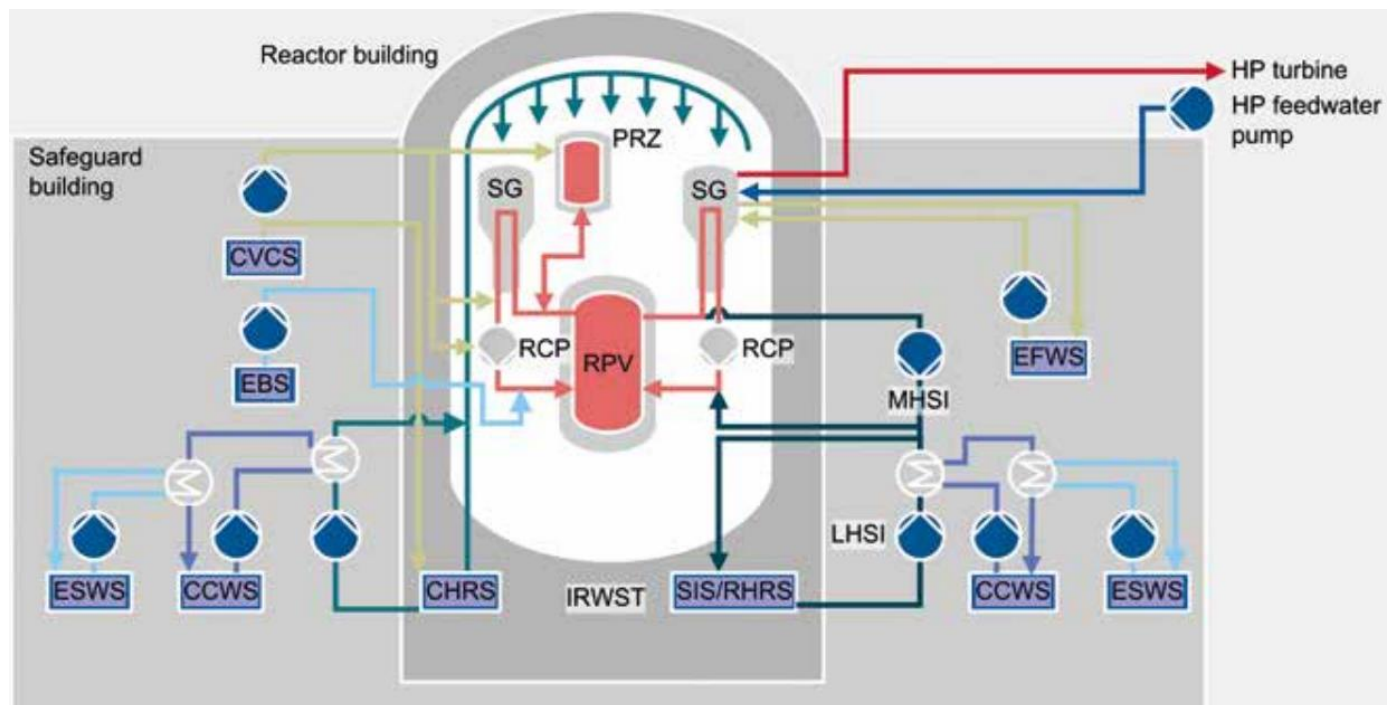 Reactor building
HP turbine
HP feedwater
pump
Safeguard
building
PRZ
SG
SG
CVCS
RCP
RPV
RCP
EBS
EFWS
MHSI
LHSI
ESWS
CCWS
CHRS
IRWST
SIS/RHRS
CCWS
ESWS